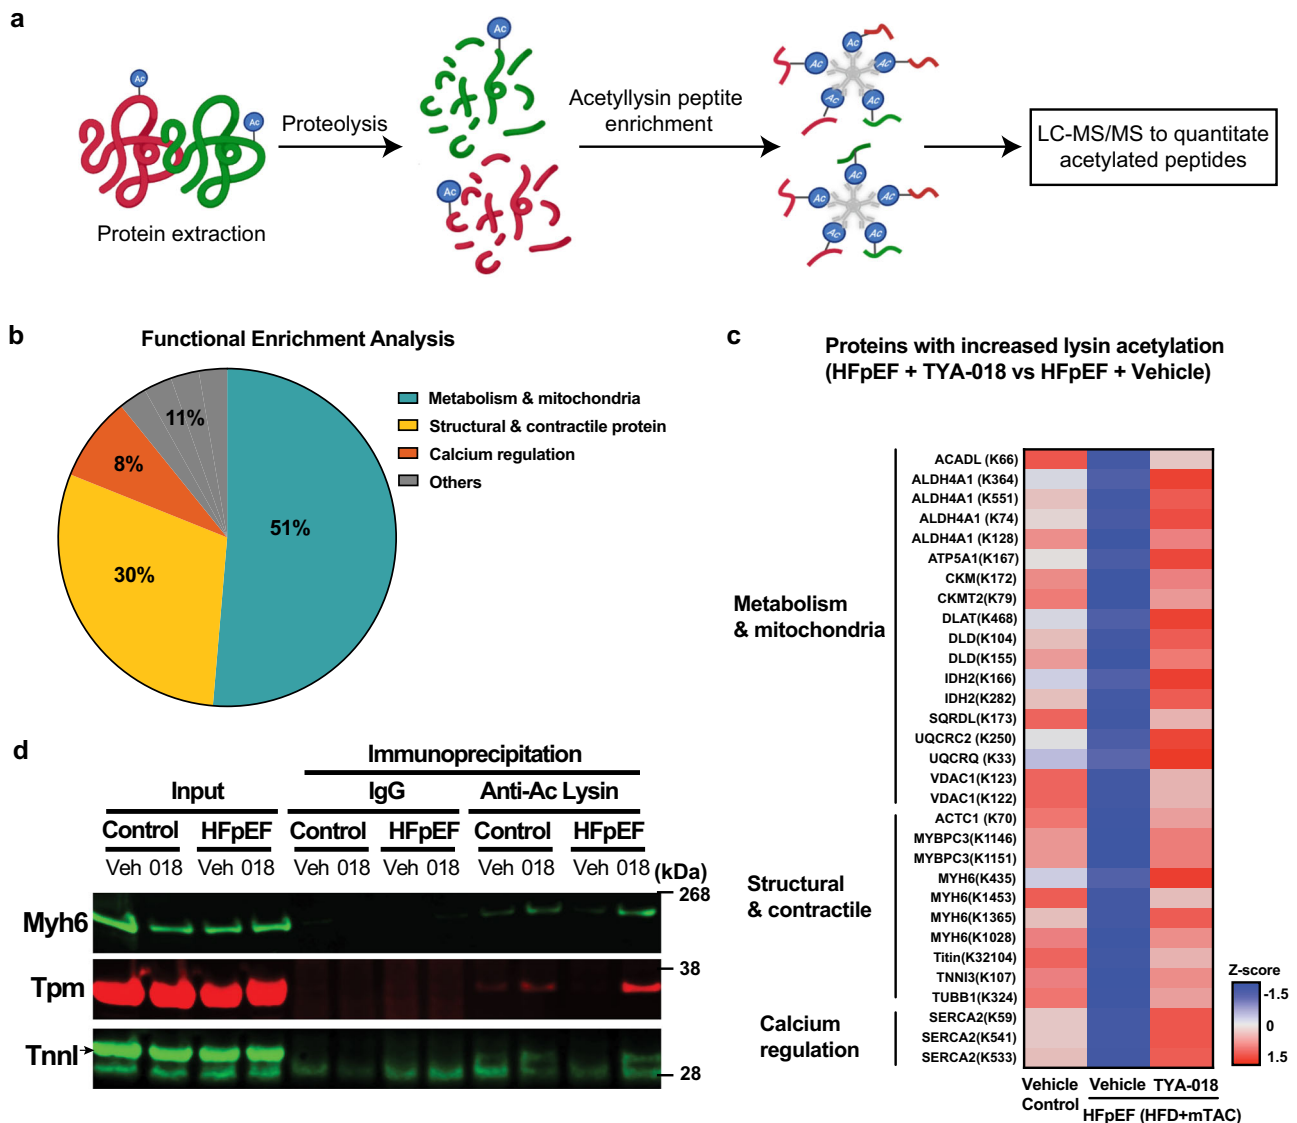 a
Ac
Ac
Protein extraction
Proteolysis
Ac
Ac
Acetyllysin peptite
enrichment
Ac
Ac
Ac
Ac
Ac
Ac
Ac
Ac
Ac
Ac
LC-MS/MS to quantitate
acetylated peptides
b
Functional Enrichment Analysis
51%
30%
8%
11%
Metabolism & mitochondria
Structural & contractile protein
Calcium regulation
Others
c
Proteins with increased lysin acetylation
(HFpEF + TYA-018 vs HFpEF + Vehicle)
Metabolism
& mitochondria
Structural
& contractile
Calcium
regulation
ACADL (K66)
ALDH4A1 (K364)
ALDH4A1 (K551)
ALDH4A1 (K74)
ALDH4A1 (K128)
ATP5A1(K167)
CKM(K172)
CKMT2(K79)
DLAT(K468)
DLD(K104)
DLD(K155)
IDH2(K166)
IDH2(K282)
SQRDL(K173)
UQCRC2 (K250)
UQCRQ (K33)
VDAC1(K123)
VDAC1(K122)
ACTC1 (K70)
MYBPC3(K1146)
MYBPC3(K1151)
MYH6(K435)
MYH6(K1453)
MYH6(K1365)
MYH6(K1028)
Titin(K32104)
TNNI3(K107)
TUBB1(K324)
SERCA2(K59)
SERCA2(K541)
SERCA2(K533)
Vehicle
Control
Vehicle TYA-018
HFpEF (HFD+mTAC)
Z-score
-1.5
0
1.5
d
Immunoprecipitation
Input IgG Anti-Ac Lysin
Control HFpEF Control HFpEF Control HFpEF
Veh 018 Veh 018 Veh 018 Veh 018 Veh 018 Veh 018 (kDa)
Myh6
268
Tpm
38
TnnI
28